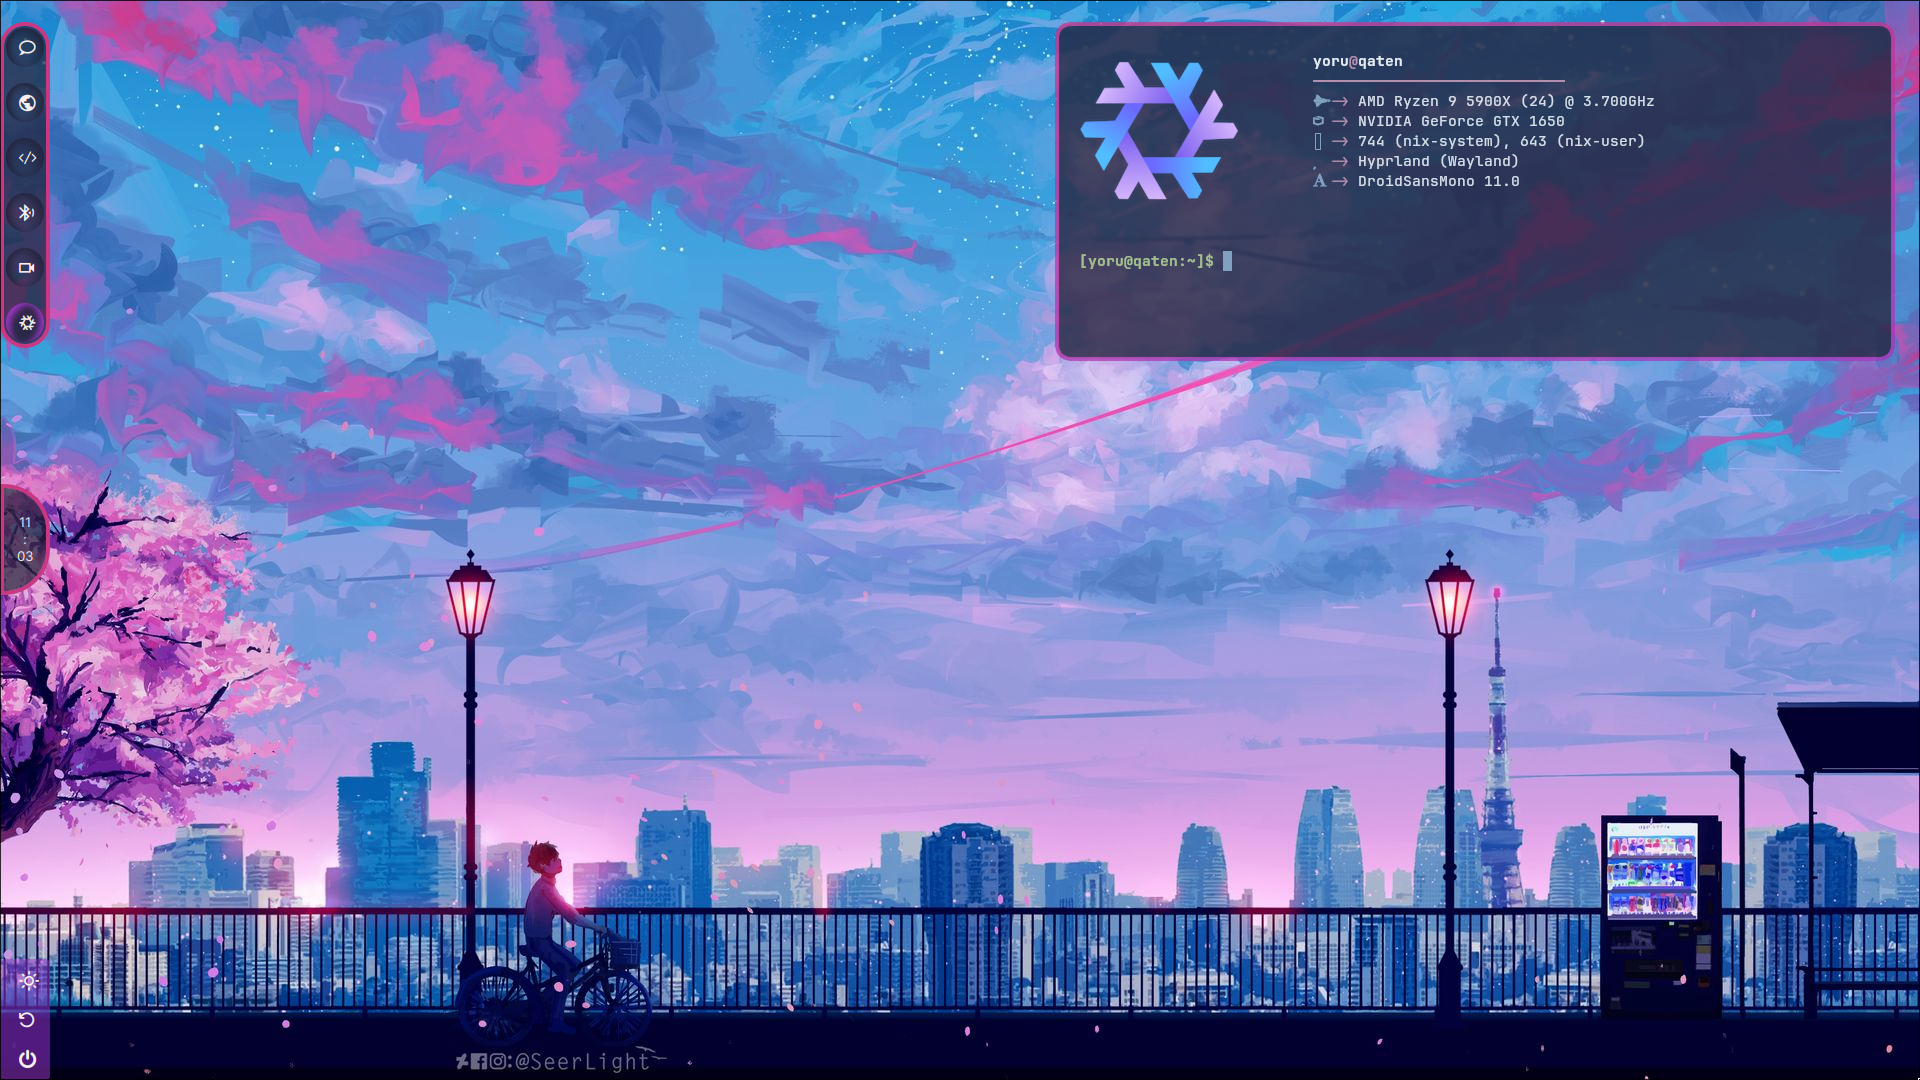 yoru@qaten
AMD Ryzen 9 5900X (24) @ 3.700GHz
NVIDIA GeForce GTX 1650
744 (nix-system), 643 (nix-user)
Hyprland (Wayland)
A → DroidSansMono 11.0
[yoru@qaten:~]$
11
:
03
:@SeerLight